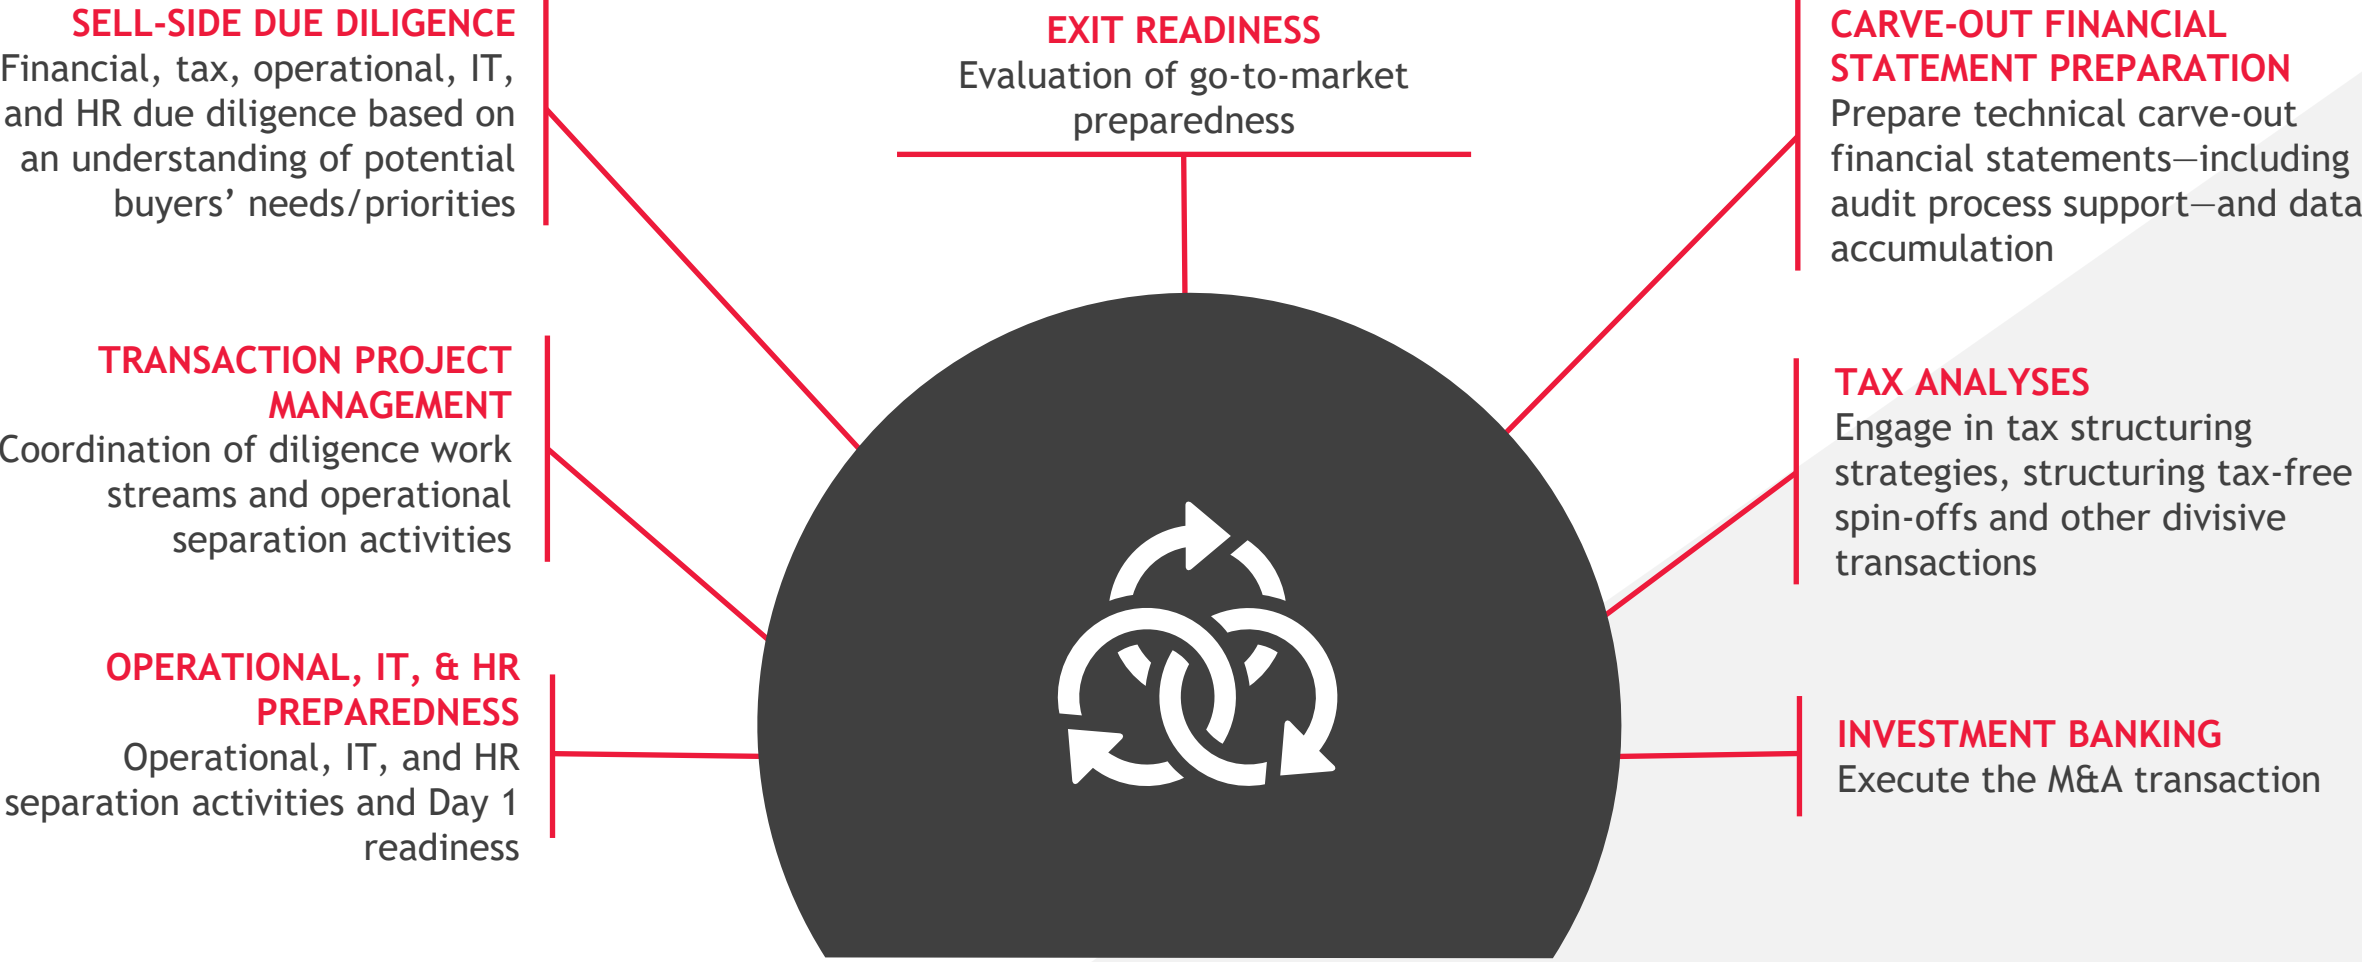 SELL-SIDE DUE DILIGENCE
Financial, tax, operational, IT,
and HR due diligence based on
an understanding of potential
buyers’ needs/priorities
TRANSACTION PROJECT
MANAGEMENT
Coordination of diligence work
streams and operational
separation activities
OPERATIONAL, IT, & HR
PREPAREDNESS
Operational, IT, and HR
separation activities and Day 1
readiness
EXIT READINESS
Evaluation of go-to-market
preparedness
CARVE-OUT FINANCIAL
STATEMENT PREPARATION
Prepare technical carve-out
financial statements—including
audit process support—and data
accumulation
TAX ANALYSES
Engage in tax structuring
strategies, structuring tax-free
spin-offs and other divisive
transactions
INVESTMENT BANKING
Execute the M&A transaction